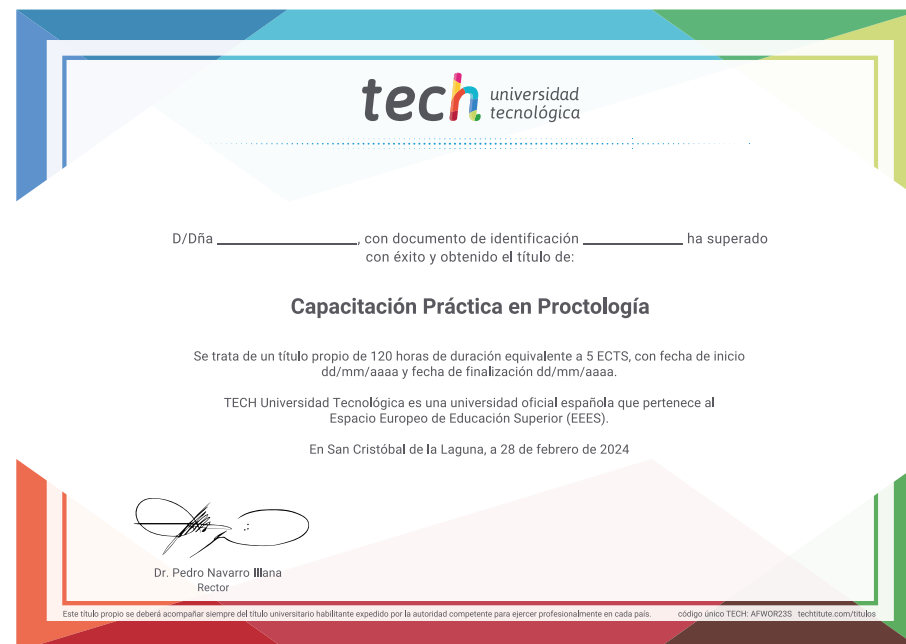 tech universidad
tecnológica
D/Dña ____________________, con documento de identificación ______________ ha superado
con éxito y obtenido el título de:
Capacitación Práctica en Proctología
Se trata de un título propio de 120 horas de duración equivalente a 5 ECTS, con fecha de inicio
dd/mm/aaaa y fecha de finalización dd/mm/aaaa.
TECH Universidad Tecnológica es una universidad oficial española que pertenece al
Espacio Europeo de Educación Superior (EEES).
En San Cristóbal de la Laguna, a 28 de febrero de 2024
Dr. Pedro Navarro Illana
Rector
Este título propio se deberá acompañar siempre del título universitario habilitante expedido por la autoridad competente para ejercer profesionalmente en cada país. código único TECH: AFWOR23S techtitute.com/titulos